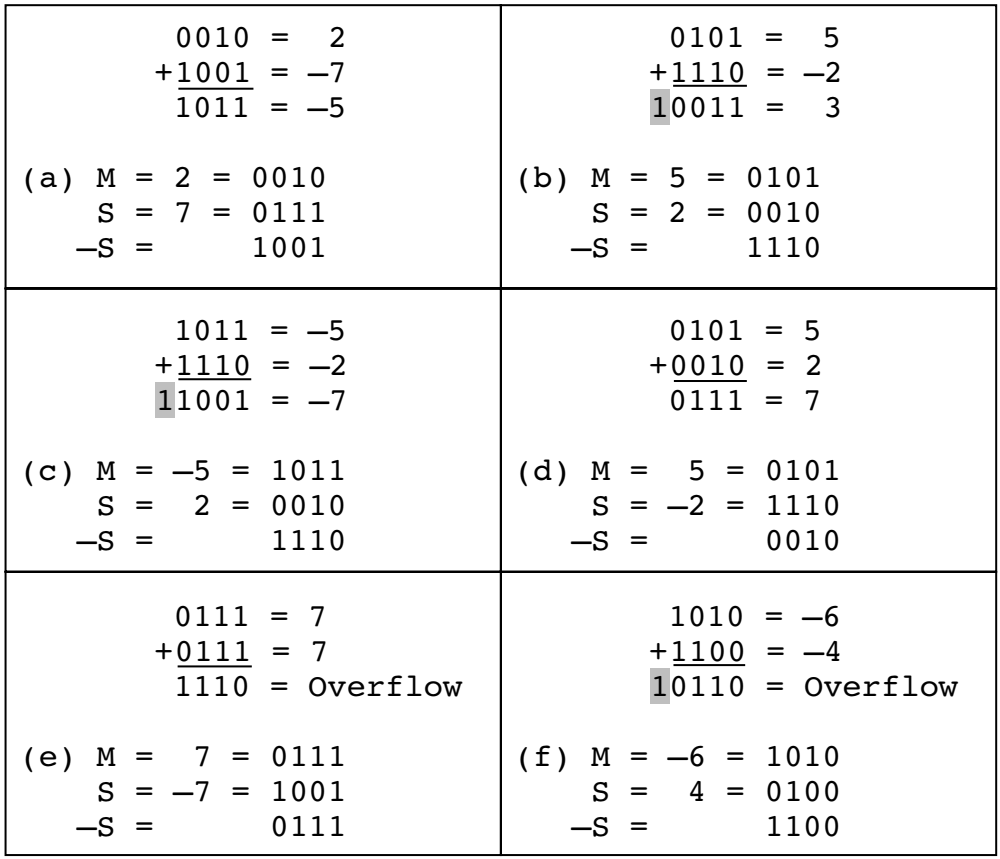 0010 =  2
+1001 = –7
1011 = –5
(a) M = 2 = 0010
S = 7 = 0111
–S =     1001
0101 =  5
+1110 = –2
10011 =  3
(b) M = 5 = 0101
S = 2 = 0010
–S =     1110
1011 = –5
+1110 = –2
11001 = –7
(c) M = –5 = 1011
S =  2 = 0010
–S =      1110
0101 = 5
+0010 = 2
0111 = 7
(d) M =  5 = 0101
S = –2 = 1110
–S =      0010
0111 = 7
+0111 = 7
1110 = Overflow
(e) M =  7 = 0111
S = –7 = 1001
–S =      0111
1010 = –6
+1100 = –4
10110 = Overflow
(f) M = –6 = 1010
S =  4 = 0100
–S =      1100